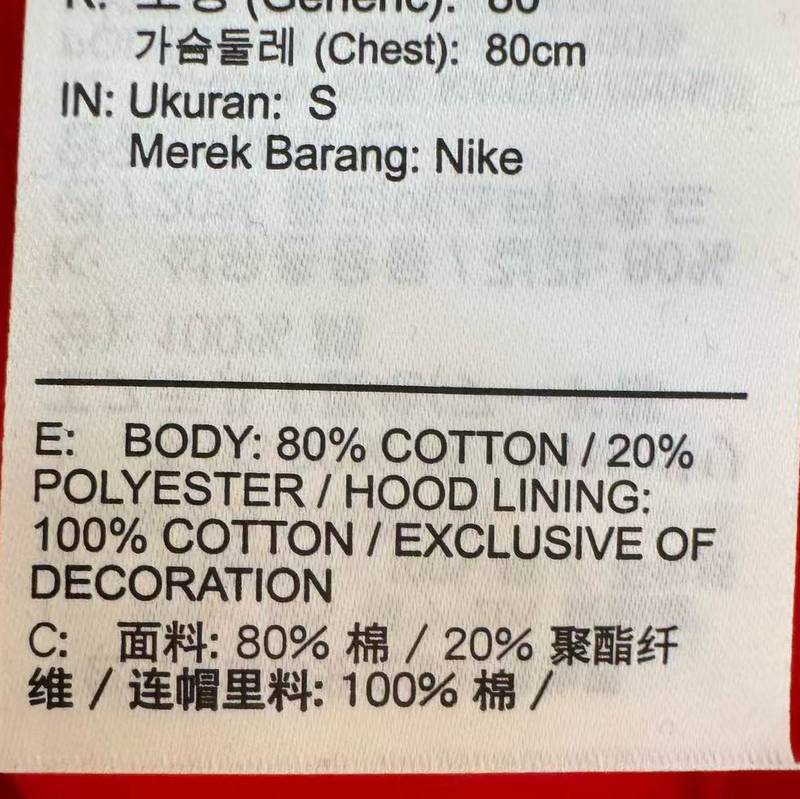 가슴둘레 (Chest): 80cm
IN: Ukuran: S
Merek Barang: Nike
E: BODY: 80% COTTON / 20%
POLYESTER / HOOD LINING:
100% COTTON / EXCLUSIVE OF
DECORATION
C: 面料: 80% 棉 / 20% 聚酯纤
维 / 连帽里料: 100% 棉 /